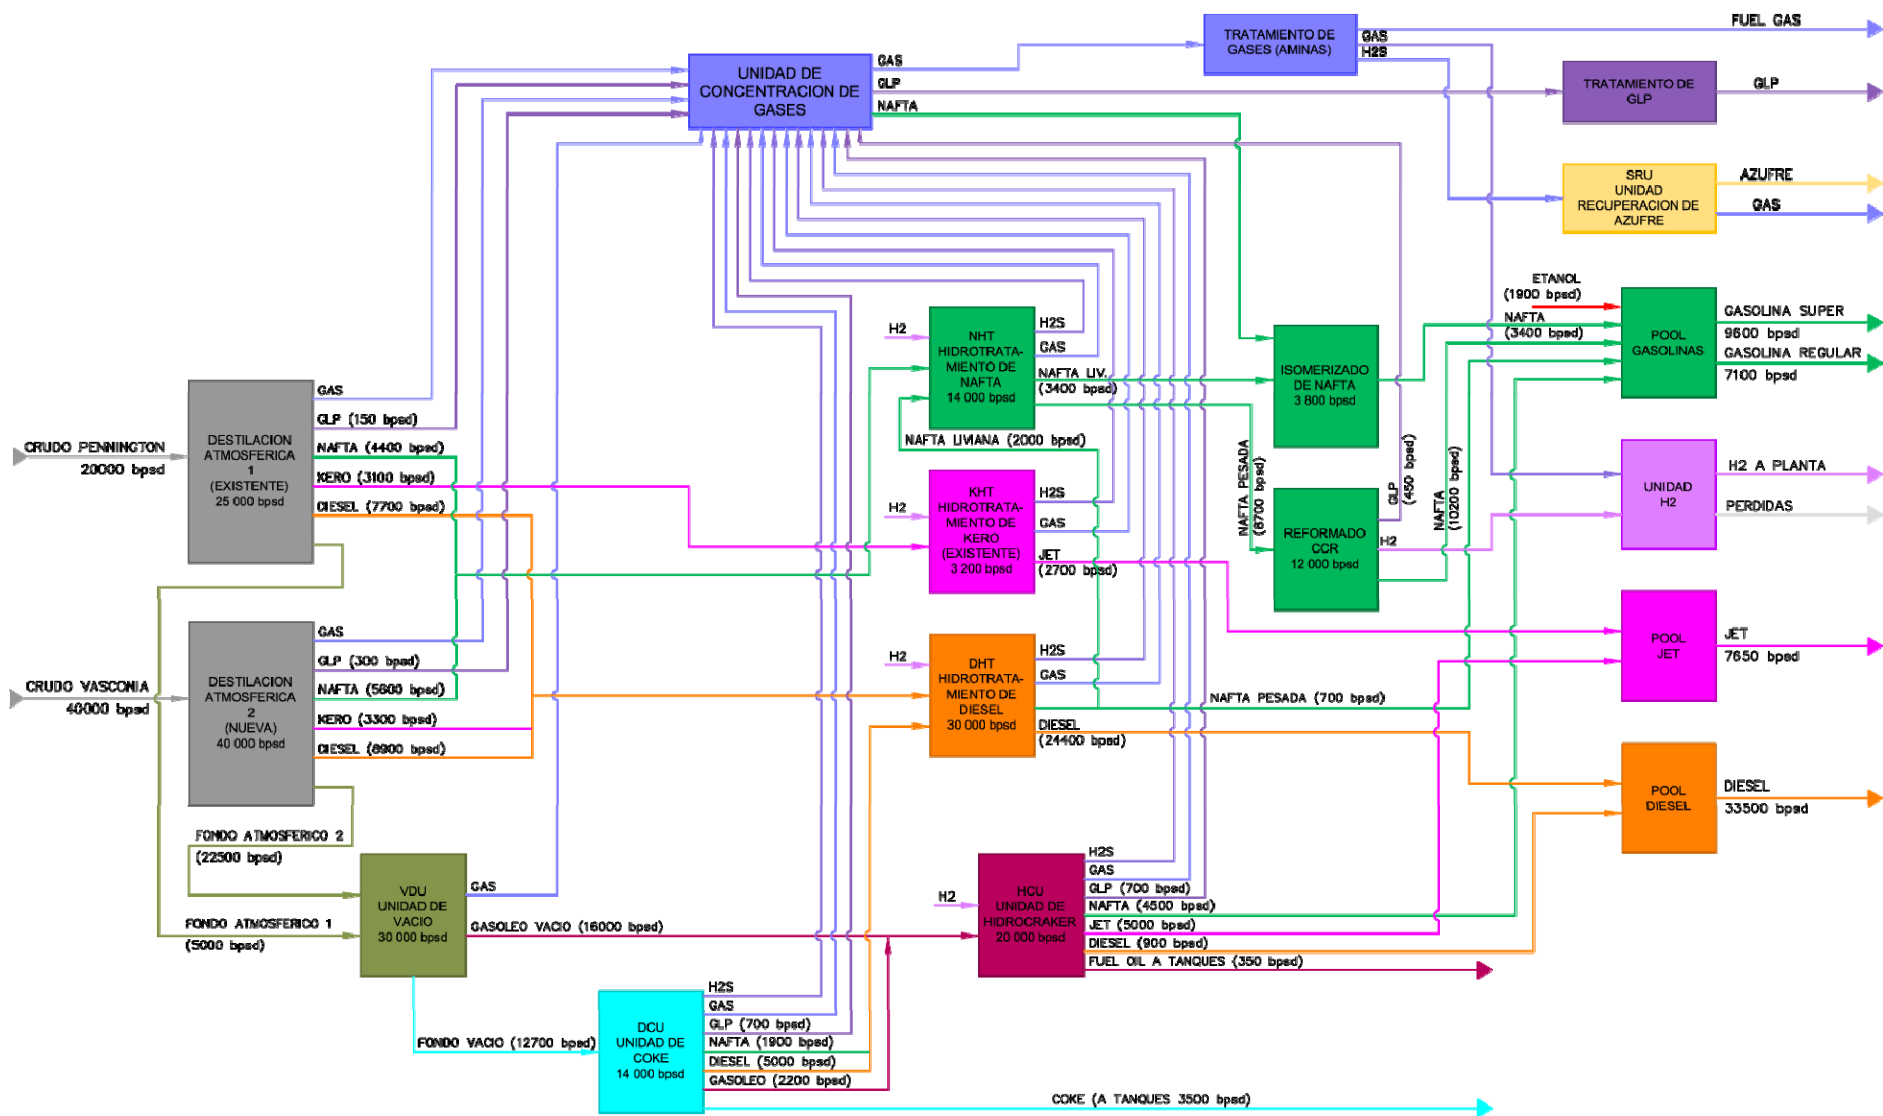 FUEL GAS
TRATAMIENTO DE
GASES (AMINAS)
GAS
H2S
UNIDAD DE
CONCENTRACION DE
GASES
GAS
GLP
NAFTA
TRATAMIENTO DE
GLP
GLP
SRU
UNIDAD
RECUPERACION DE
AZUFRE
AZUFRE
GAS
ETANOL
(1900 bpsd)
NAFTA
(3400 bpsd)
POOL
GASOLINAS
GASOLINA SUPER
9600 bpsd
GASOLINA REGULAR
7100 bpsd
H2
NHT
HIDROTRATA-
MIENTO DE
NAFTA
14 000 bpsd
H2S
GAS
NAFTA LIV.
(3400 bpsd)
ISOMERIZADO
DE NAFTA
3 800 bpsd
NAFTA LIVIANA (2000 bpsd)
NAFTA PESADA
(8700 bpsd)
GLP
(450 bpsd)
NAFTA
(10200 bpsd)
CRUDO PENNINGTON
20000 bpsd
DESTILACION
ATMOSFERICA
1
(EXISTENTE)
25 000 bpsd
GAS
GLP (150 bpsd)
NAFTA (4400 bpsd)
KERO (3100 bpsd)
DIESEL (7700 bpsd)
H2
KHT
HIDROTRATA-
MIENTO DE
KERO
(EXISTENTE)
3 200 bpsd
H2S
GAS
JET
(2700 bpsd)
REFORMADO
CCR
12 000 bpsd
H2
UNIDAD
H2
H2 A PLANTA
PERDIDAS
CRUDO VASCONIA
40000 bpsd
DESTILACION
ATMOSFERICA
2
(NUEVA)
40 000 bpsd
GAS
GLP (300 bpsd)
NAFTA (5600 bpsd)
KERO (3300 bpsd)
DIESEL (8900 bpsd)
H2
DHT
HIDROTRATA-
MIENTO DE
DIESEL
30 000 bpsd
H2S
GAS
NAFTA PESADA (700 bpsd)
DIESEL
(24400 bpsd)
POOL
JET
JET
7650 bpsd
POOL
DIESEL
DIESEL
33500 bpsd
FONDO ATMOSFERICO 2
(22500 bpsd)
FONDO ATMOSFERICO 1
(5000 bpsd)
VDU
UNIDAD DE
VACIO
30 000 bpsd
GAS
GASOLEO VACIO (16000 bpsd)
H2
HCU
UNIDAD DE
HIDROCRAKER
20 000 bpsd
H2S
GAS
GLP (700 bpsd)
NAFTA (4500 bpsd)
JET (5000 bpsd)
DIESEL (900 bpsd)
FUEL OIL A TANQUES (350 bpsd)
FONDO VACIO (12700 bpsd)
DCU
UNIDAD DE
COKE
14 000 bpsd
H2S
GAS
GLP (700 bpsd)
NAFTA (1900 bpsd)
DIESEL (5000 bpsd)
GASOLEO (2200 bpsd)
COKE (A TANQUES 3500 bpsd)